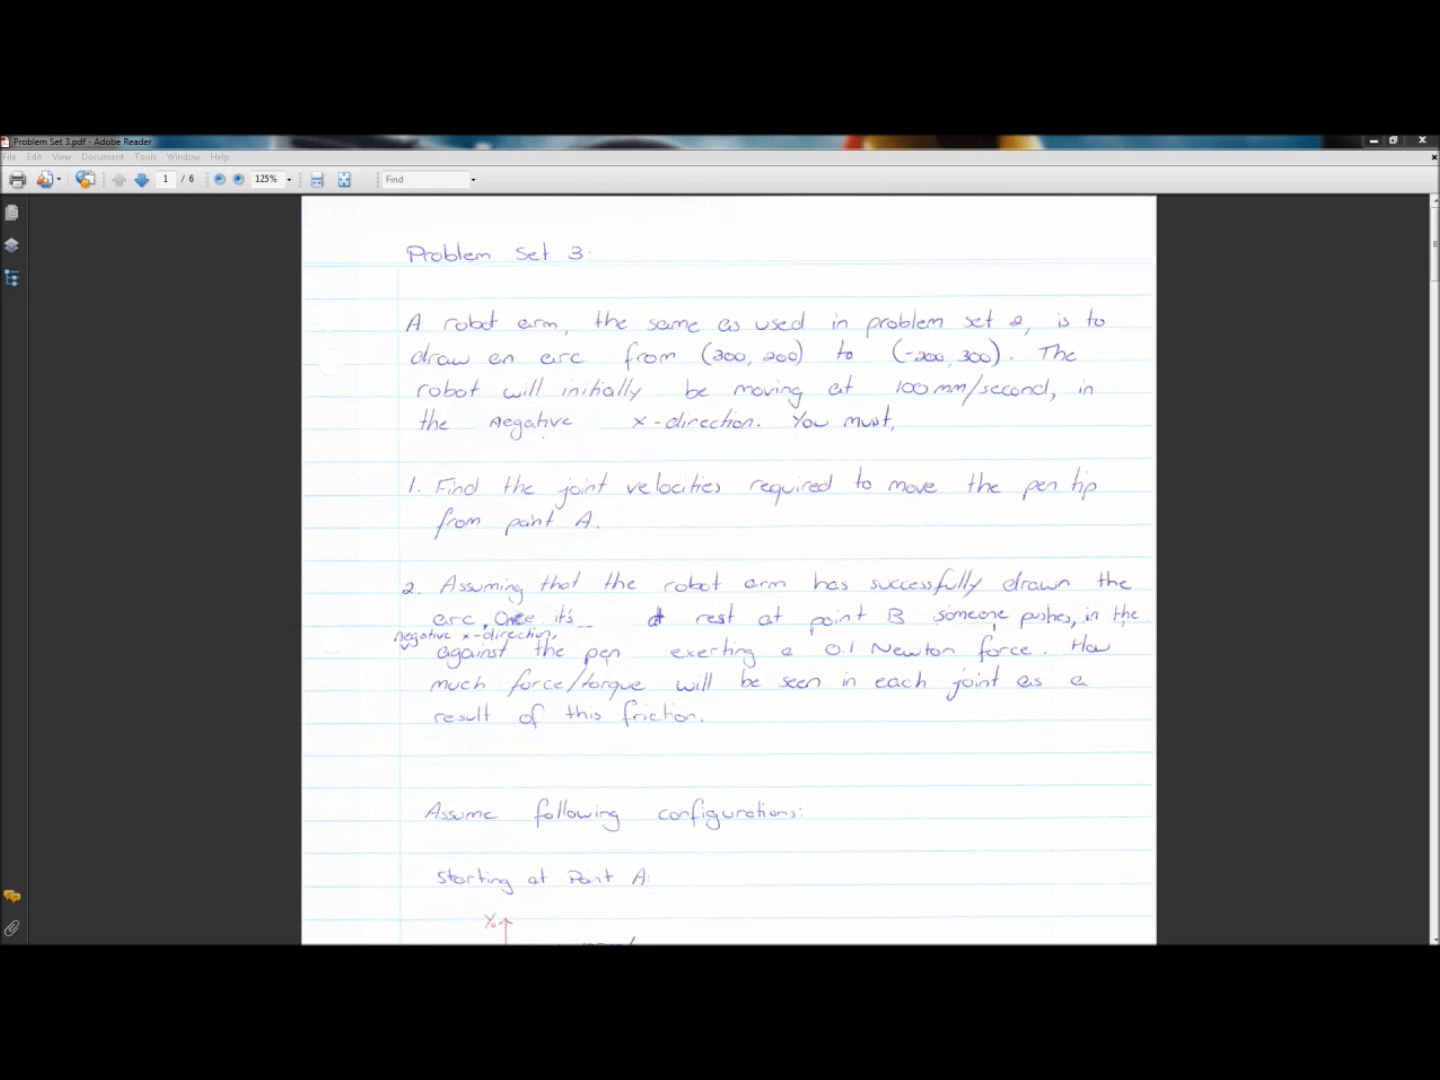 Problem Set 3.pdf - Adobe Reader
File Edit View Document Tools Window Help
1 / 6 125% Find
Problem Set 3:
A robot arm, the same as used in problem set 2, is to
draw an arc from (300, 200) to (-200, 300). The
robot will initially be moving at 100 mm/second, in
the negative x-direction. You must,
1. Find the joint velocities required to move the pen tip
from point A.
2. Assuming that the robot arm has successfully drawn the
arc, Once it's at rest at point B someone pushes, in the
negative x-direction,
against the pen exerting a 0.1 Newton force. How
much force/torque will be seen in each joint as a
result of this friction.
Assume following configurations:
Starting at Point A:
Y₀